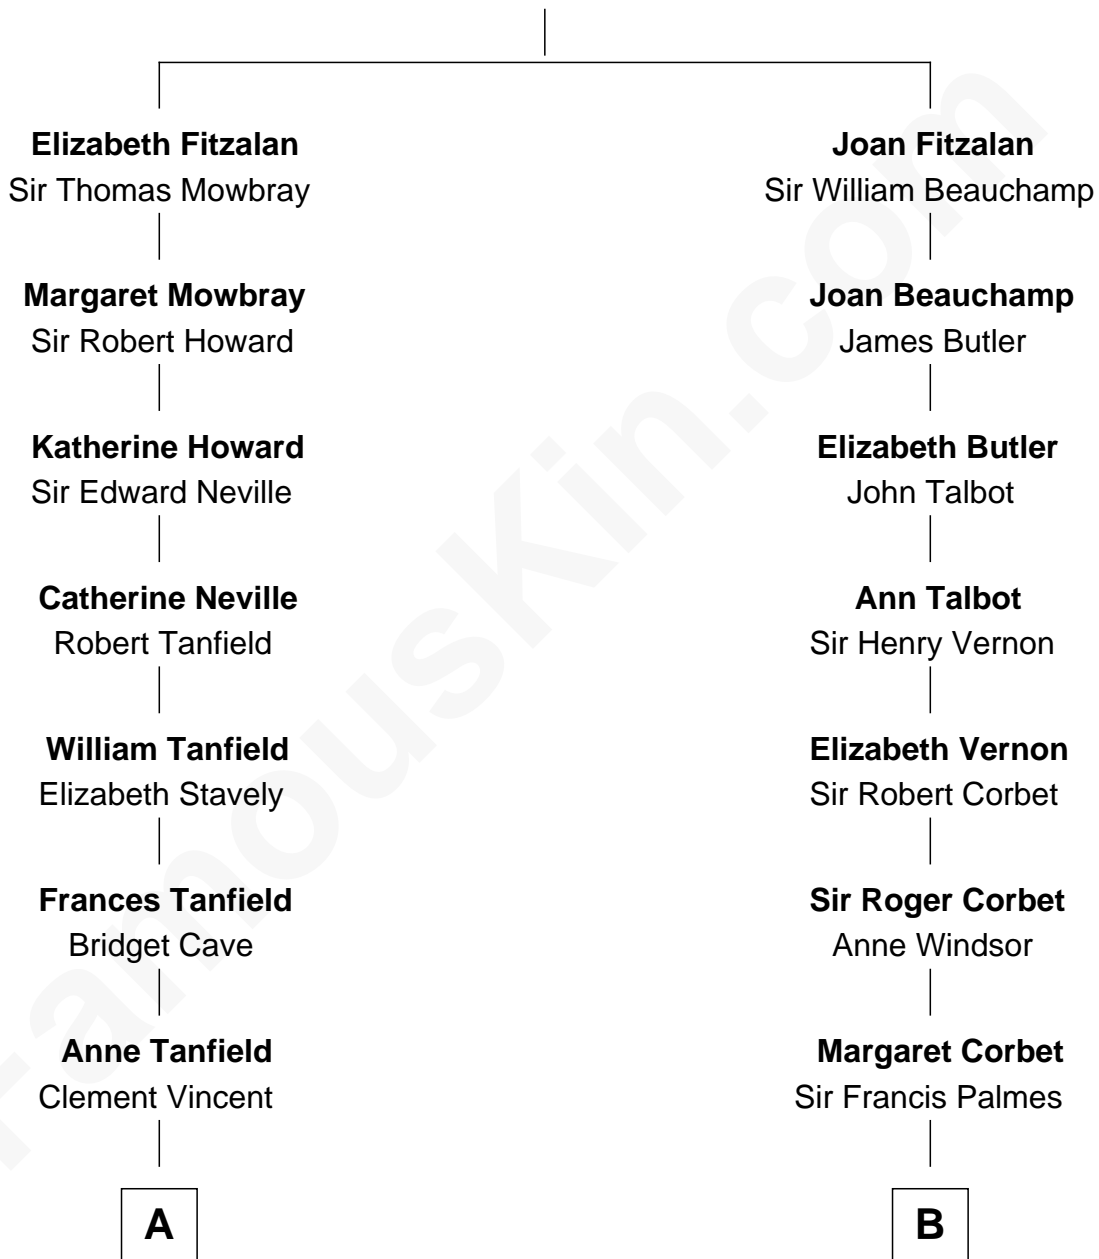 Elizabeth Fitzalan
Sir Thomas Mowbray
Margaret Mowbray
Sir Robert Howard
Katherine Howard
Sir Edward Neville
Catherine Neville
Robert Tanfield
William Tanfield
Elizabeth Stavely
Frances Tanfield
Bridget Cave
Anne Tanfield
Clement Vincent
A
Joan Fitzalan
Sir William Beauchamp
Joan Beauchamp
James Butler
Elizabeth Butler
John Talbot
Ann Talbot
Sir Henry Vernon
Elizabeth Vernon
Sir Robert Corbet
Sir Roger Corbet
Anne Windsor
Margaret Corbet
Sir Francis Palmes
B
FamousKin.com